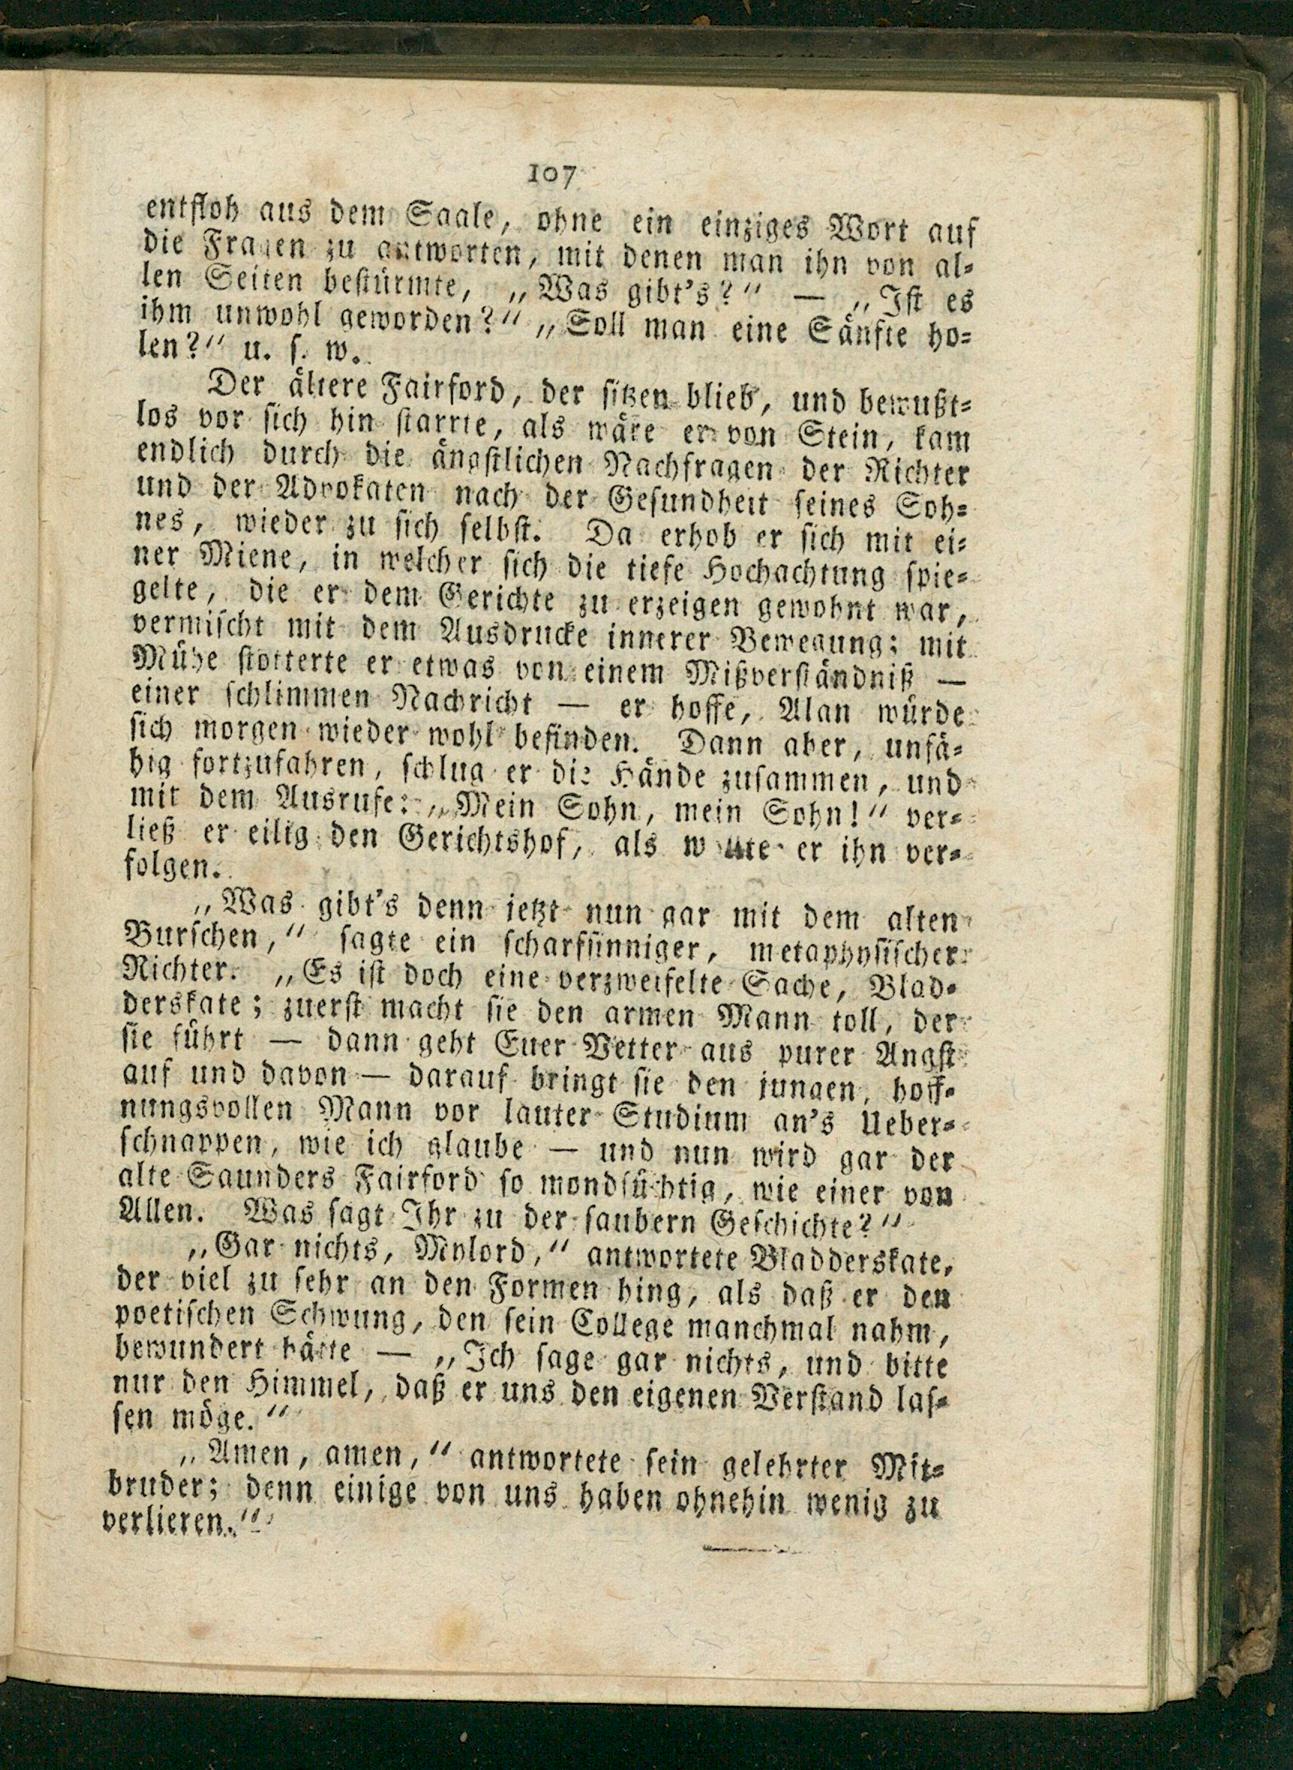 107
entfloh aus dem Saale, ohne ein einziges Wort auf
die Fragen zu antworten, mit denen man ihn von al-
len Seiten bestürmte, „Was gibt's?“ — „Ist es
ihm unwohl geworden?“ „Soll man eine Sänfte ho-
len?“ u. s. w.
Der ältere Fairford, der sitzen blieb, und bewußt-
los vor sich hin starrte, als wäre er von Stein, kam
endlich durch die ängstlichen Nachfragen der Richter
und der Advokaten nach der Gesundheit seines Soh-
nes, wieder zu sich selbst. Da erhob er sich mit ei-
ner Miene, in welcher sich die tiefe Hochachtung spie-
gelte, die er dem Gerichte zu erzeigen gewohnt war,
vermischt mit dem Ausdrucke innerer Bewegung; mit
Mühe stotterte er etwas von einem Mißverständniß —
einer schlimmen Nachricht — er hoffe, Alan würde
sich morgen wieder wohl befinden. Dann aber, unfä-
hig fortzufahren, schlug er die Hände zusammen, und
mit dem Ausrufe: „Mein Sohn, mein Sohn!“ ver-
ließ er eilig den Gerichtshof, als wollte er ihn ver-
folgen.
„Was gibt's denn jetzt nun gar mit dem alten
Burschen,“ sagte ein scharfsinniger, metaphysischer
Richter. „Es ist doch eine verzweifelte Sache, Blad-
derskate; zuerst macht sie den armen Mann toll, der
sie führt — dann geht Euer Vetter aus purer Angst
auf und davon — darauf bringt sie den jungen, hoff-
nungsvollen Mann vor lauter Studium an's Ueber-
schnappen, wie ich glaube — und nun wird gar der
alte Saunders Fairford so mondsüchtig, wie einer von
Allen. Was sagt Ihr zu der saubern Geschichte?“
„Gar nichts, Mylord,“ antwortete Bladderskate,
der viel zu sehr an den Formen hing, als daß er den
poetischen Schwung, den sein College manchmal nahm,
bewundert hätte — „Ich sage gar nichts, und bitte
nur den Himmel, daß er uns den eigenen Verstand las-
sen möge.“
„Amen, amen,“ antwortete sein gelehrter Mit-
bruder; denn einige von uns haben ohnehin wenig zu
verlieren.“